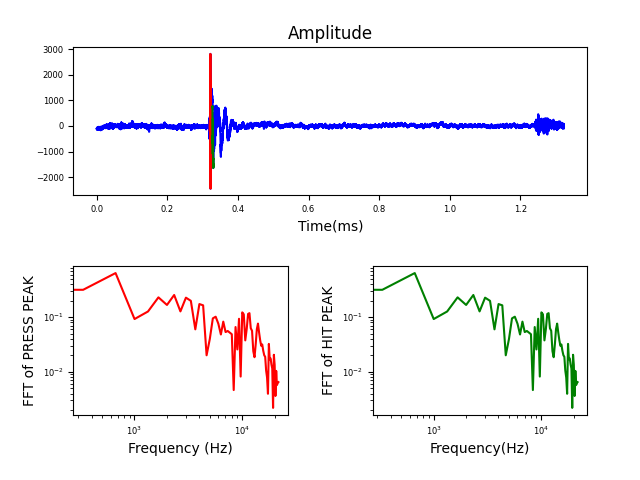 Amplitude
3000
2000
1000
0
−1000
−2000
0.0 0.2 0.4 0.6 0.8 1.0 1.2
Time(ms)
FFT of PRESS PEAK
10⁻¹
10⁻²
10³ 10⁴
Frequency (Hz)
FFT of HIT PEAK
10⁻¹
10⁻²
10³ 10⁴
Frequency(Hz)